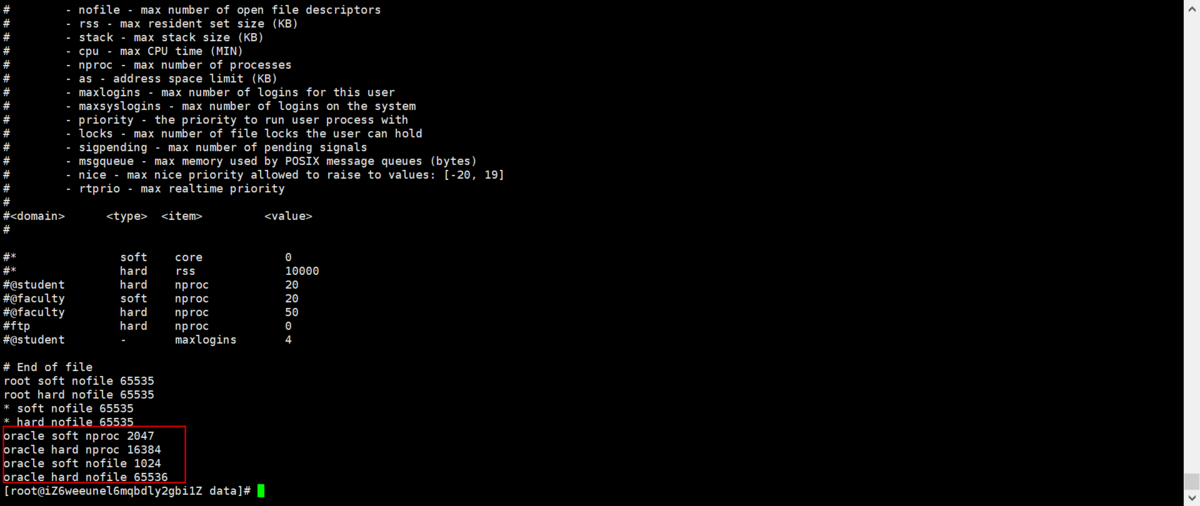 #        - nofile - max number of open file descriptors
#        - rss - max resident set size (KB)
#        - stack - max stack size (KB)
#        - cpu - max CPU time (MIN)
#        - nproc - max number of processes
#        - as - address space limit (KB)
#        - maxlogins - max number of logins for this user
#        - maxsyslogins - max number of logins on the system
#        - priority - the priority to run user process with
#        - locks - max number of file locks the user can hold
#        - sigpending - max number of pending signals
#        - msgqueue - max memory used by POSIX message queues (bytes)
#        - nice - max nice priority allowed to raise to values: [-20, 19]
#        - rtprio - max realtime priority
#
#<domain>      <type>  <item>         <value>
#
#*               soft    core            0
#*               hard    rss             10000
#@student        hard    nproc           20
#@faculty        soft    nproc           20
#@faculty        hard    nproc           50
#ftp             hard    nproc           0
#@student        -       maxlogins       4
# End of file
root soft nofile 65535
root hard nofile 65535
* soft nofile 65535
* hard nofile 65535
oracle soft nproc 2047
oracle hard nproc 16384
oracle soft nofile 1024
oracle hard nofile 65536
[root@iZ6weeunel6mqbdly2gbi1Z data]#